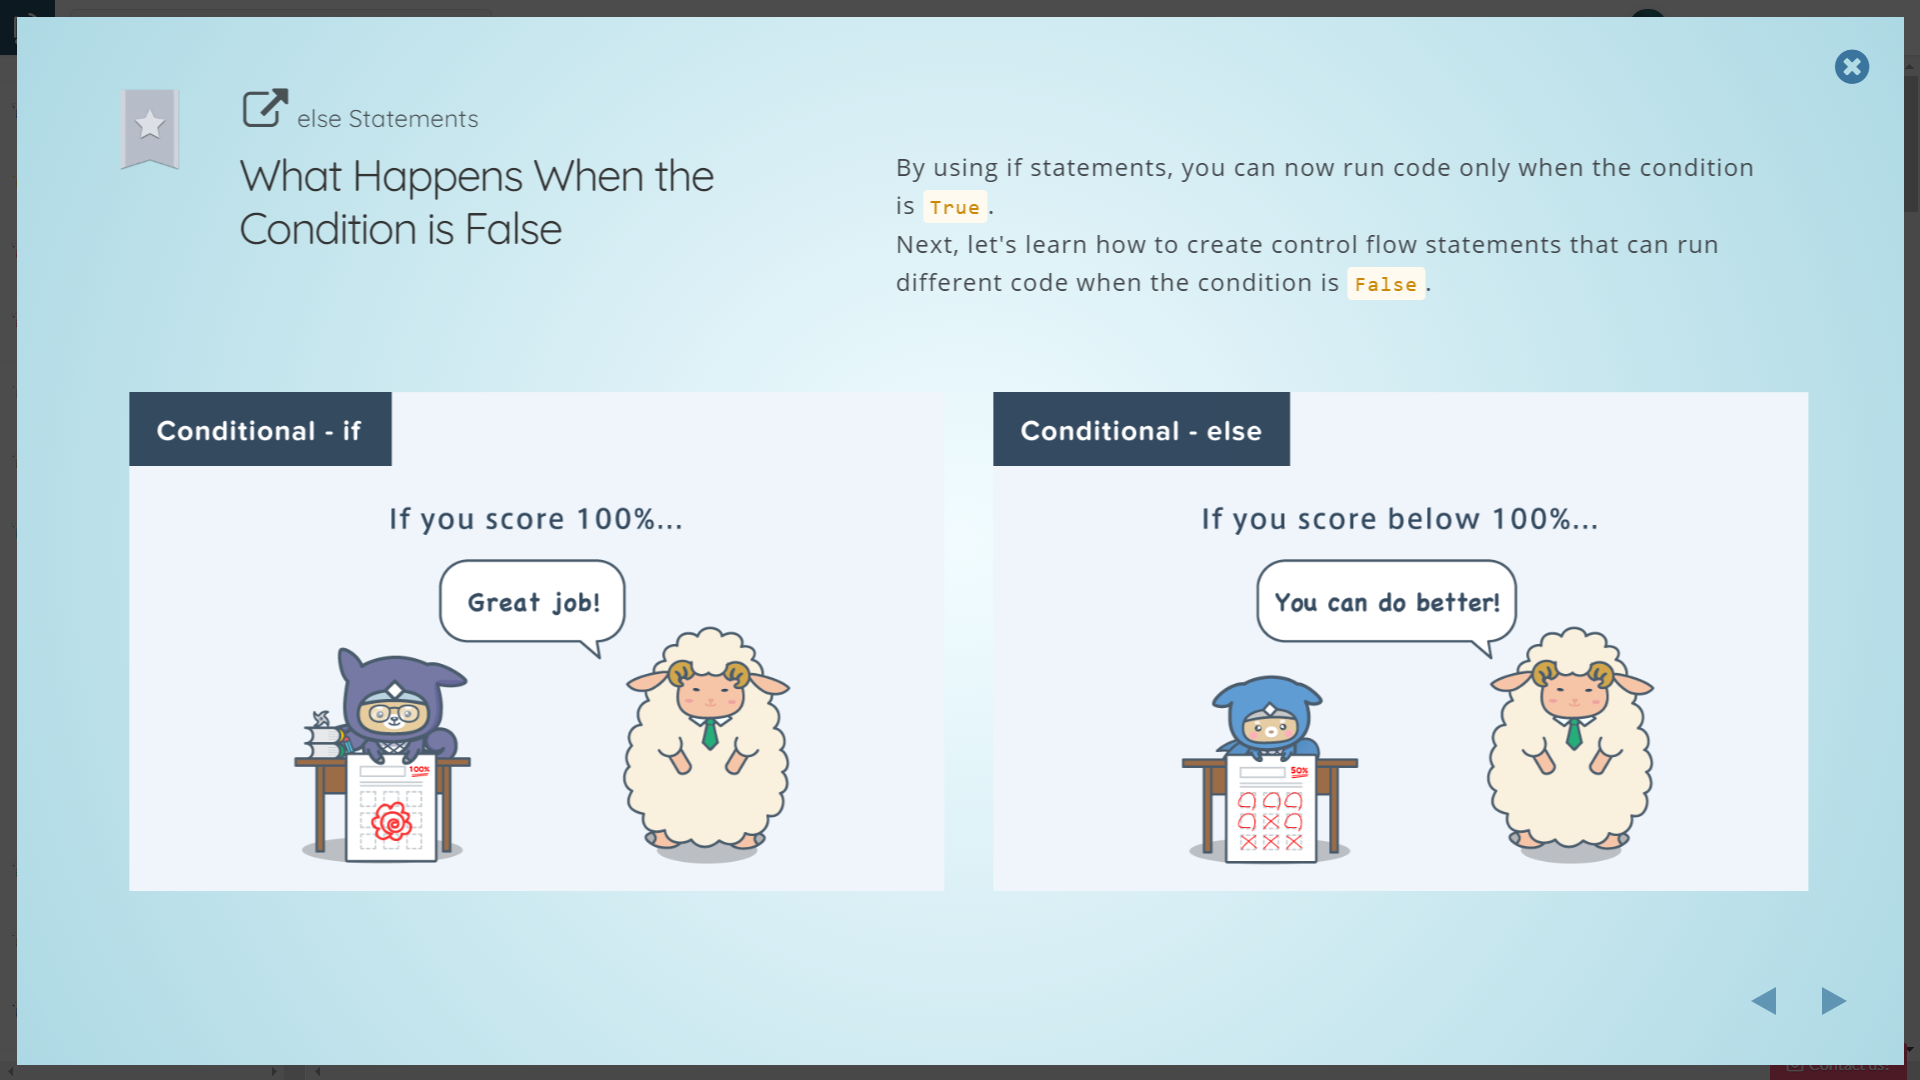 else Statements
What Happens When the
Condition is False
By using if statements, you can now run code only when the condition
is True.
Next, let's learn how to create control flow statements that can run
different code when the condition is False.
Conditional - if
If you score 100%...
Great job!
100%
Conditional - else
If you score below 100%...
You can do better!
50%
Contact us!